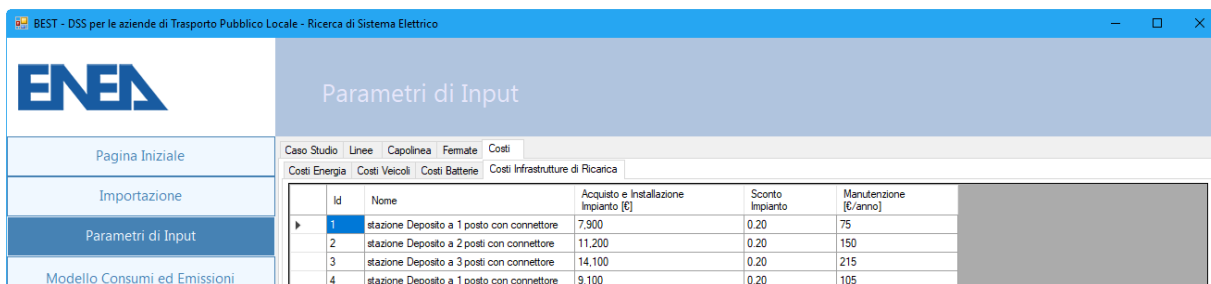 BEST - DSS per le aziende di Trasporto Pubblico Locale - Ricerca di Sistema Elettrico
ENEA
Parametri di Input
Pagina Iniziale
Importazione
Parametri di Input
Modello Consumi ed Emissioni
Caso Studio Linee Capolinea Fermate Costi
Costi Energia Costi Veicoli Costi Batterie Costi Infrastrutture di Ricarica
Id Nome Acquisto e Installazione Impianto [€] Sconto Impianto Manutenzione [€/anno]
1 stazione Deposito a 1 posto con connettore 7,900 0.20 75
2 stazione Deposito a 2 posti con connettore 11,200 0.20 150
3 stazione Deposito a 3 posti con connettore 14,100 0.20 215
4 stazione Deposito a 1 posto con connettore 9,100 0.20 105